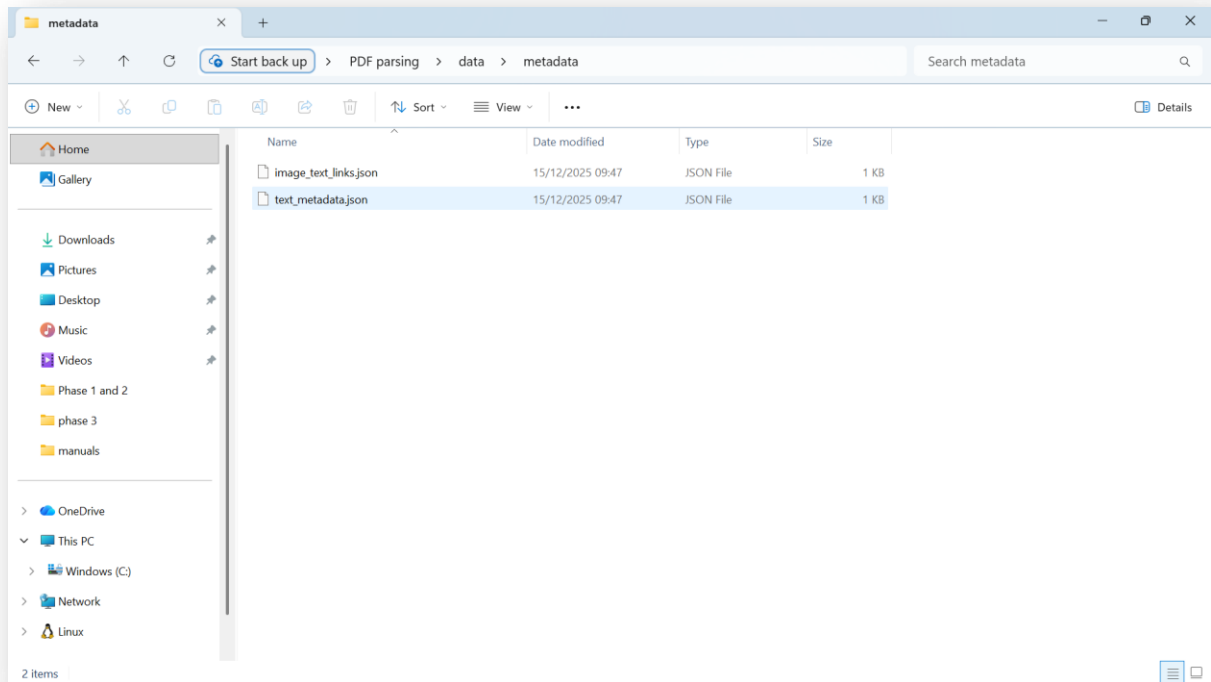 metadata
Start back up > PDF parsing > data > metadata
Search metadata
New
Sort
View
Details
Home
Gallery
Downloads
Pictures
Desktop
Music
Videos
Phase 1 and 2
phase 3
manuals
OneDrive
This PC
Windows (C:)
Network
Linux
Name Date modified Type Size
image_text_links.json 15/12/2025 09:47 JSON File 1 KB
text_metadata.json 15/12/2025 09:47 JSON File 1 KB
2 items